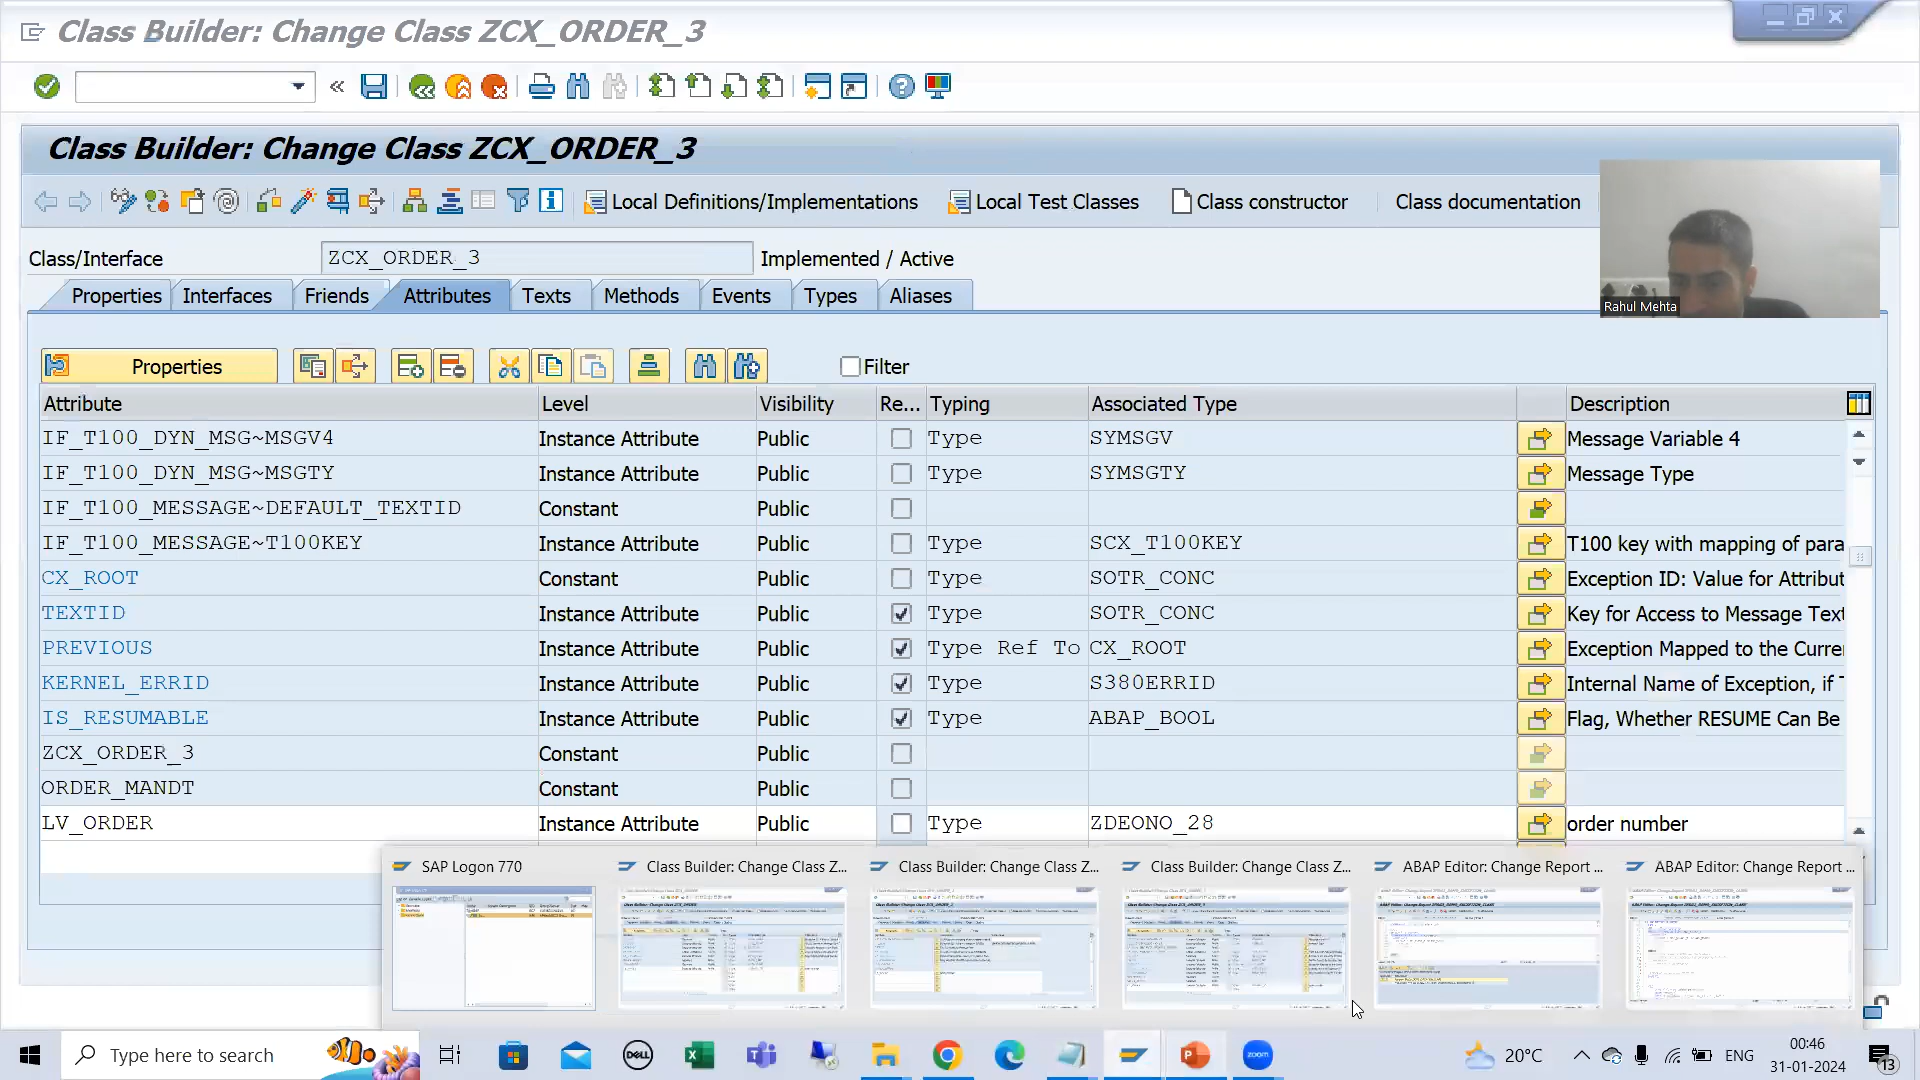 Class Builder: Change Class ZCX_ORDER_3
Class Builder: Change Class ZCX_ORDER_3
Local Definitions/Implementations Local Test Classes Class constructor Class documentation
Class/Interface ZCX_ORDER_3 Implemented / Active
Properties Interfaces Friends Attributes Texts Methods Events Types Aliases
Rahul Mehta
Properties Filter
Attribute Level Visibility Re... Typing Associated Type Description
IF_T100_DYN_MSG~MSGV4 Instance Attribute Public Type SYMSGV Message Variable 4
IF_T100_DYN_MSG~MSGTY Instance Attribute Public Type SYMSGTY Message Type
IF_T100_MESSAGE~DEFAULT_TEXTID Constant Public
IF_T100_MESSAGE~T100KEY Instance Attribute Public Type SCX_T100KEY T100 key with mapping of para
CX_ROOT Constant Public Type SOTR_CONC Exception ID: Value for Attribut
TEXTID Instance Attribute Public Type SOTR_CONC Key for Access to Message Text
PREVIOUS Instance Attribute Public Type Ref To CX_ROOT Exception Mapped to the Curre
KERNEL_ERRID Instance Attribute Public Type S380ERRID Internal Name of Exception, if T
IS_RESUMABLE Instance Attribute Public Type ABAP_BOOL Flag, Whether RESUME Can Be
ZCX_ORDER_3 Constant Public
ORDER_MANDT Constant Public
LV_ORDER Instance Attribute Public Type ZDEONO_28 order number
SAP Logon 770 Class Builder: Change Class Z... Class Builder: Change Class Z... Class Builder: Change Class Z... ABAP Editor: Change Report ... ABAP Editor: Change Report ...
Type here to search DELL zoom 20°C ENG 00:46
31-01-2024 13